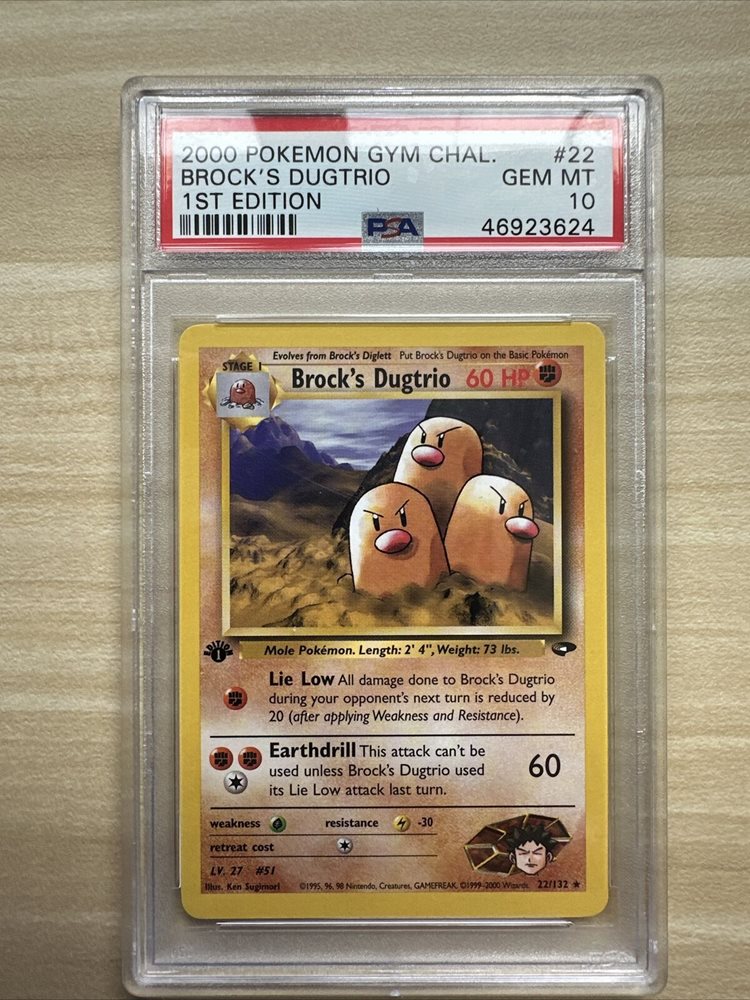 2000 POKEMON GYM CHAL. #22
BROCK'S DUGTRIO GEM MT
1ST EDITION 10
PSA 46923624
Evolves from Brock's Diglett Put Brock's Dugtrio on the Basic Pokémon
STAGE 1
Brock's Dugtrio 60 HP
EDITION 1
Mole Pokémon. Length: 2' 4", Weight: 73 lbs.
Lie Low All damage done to Brock's Dugtrio
during your opponent's next turn is reduced by
20 (after applying Weakness and Resistance).
Earthdrill This attack can't be
used unless Brock's Dugtrio used
its Lie Low attack last turn.
60
weakness resistance -30
retreat cost
LV. 27 #51
Illus. Ken Sugimori ©1995, 96, 98 Nintendo, Creatures, GAMEFREAK. ©1999-2000 Wizards. 22/132 ★